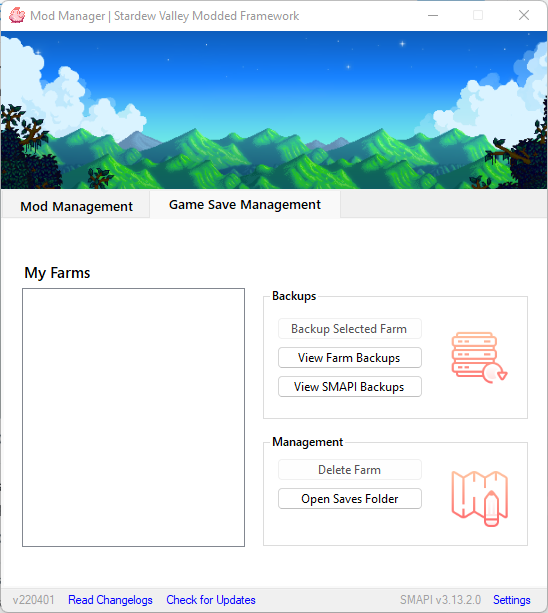 Mod Manager | Stardew Valley Modded Framework
Mod Management
Game Save Management
My Farms
Backups
Backup Selected Farm
View Farm Backups
View SMAPI Backups
Management
Delete Farm
Open Saves Folder
v220401 Read Changelogs Check for Updates SMAPI v3.13.2.0 Settings